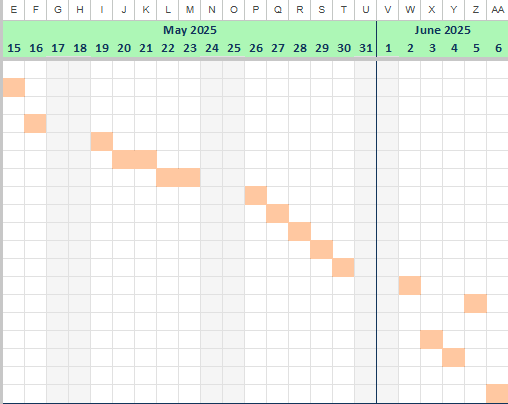 E F G H I J K L M N O P Q R S T U V W X Y Z AA
May 2025 June 2025
15 16 17 18 19 20 21 22 23 24 25 26 27 28 29 30 31 1 2 3 4 5 6